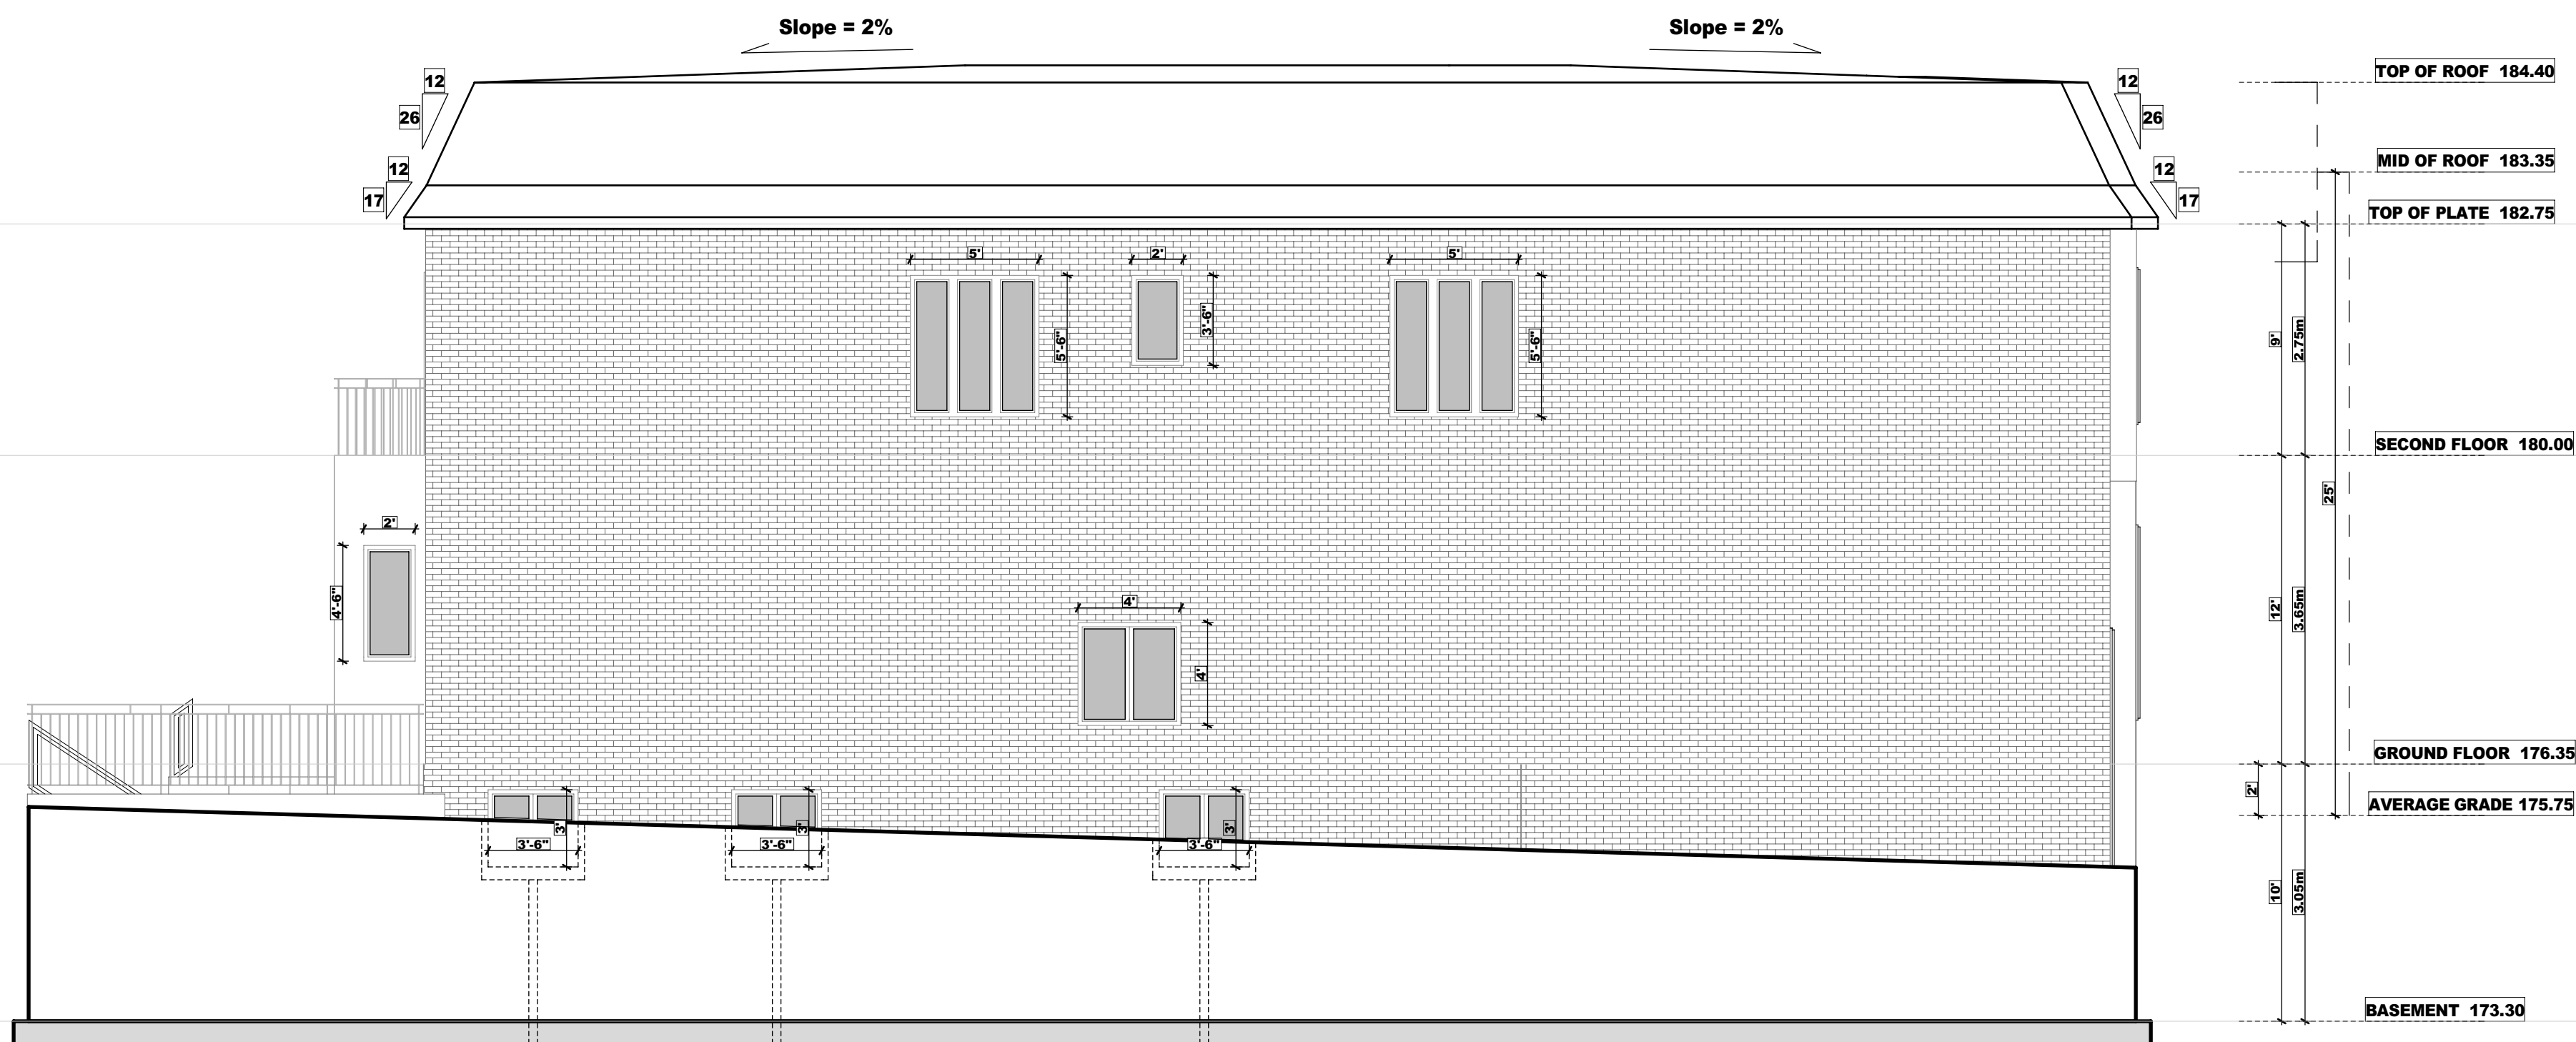 Slope = 2%
Slope = 2%
12
26
12
17
12
26
12
17
TOP OF ROOF 184.40
MID OF ROOF 183.35
TOP OF PLATE 182.75
5'
2'
5'
5'-6"
3'-6"
5'-6"
9'
2.75m
SECOND FLOOR 180.00
25'
2'
4'-6"
4'
4'
12'
3.65m
GROUND FLOOR 176.35
2'
AVERAGE GRADE 175.75
3'
3'-6"
3'
3'-6"
3'
3'-6"
10'
3.05m
BASEMENT 173.30